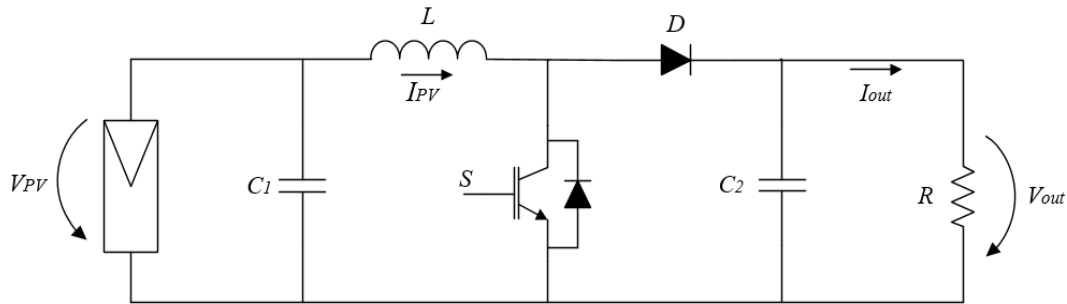 L
D
I_PV
I_out
V_PV
C_1
S
C_2
R
V_out